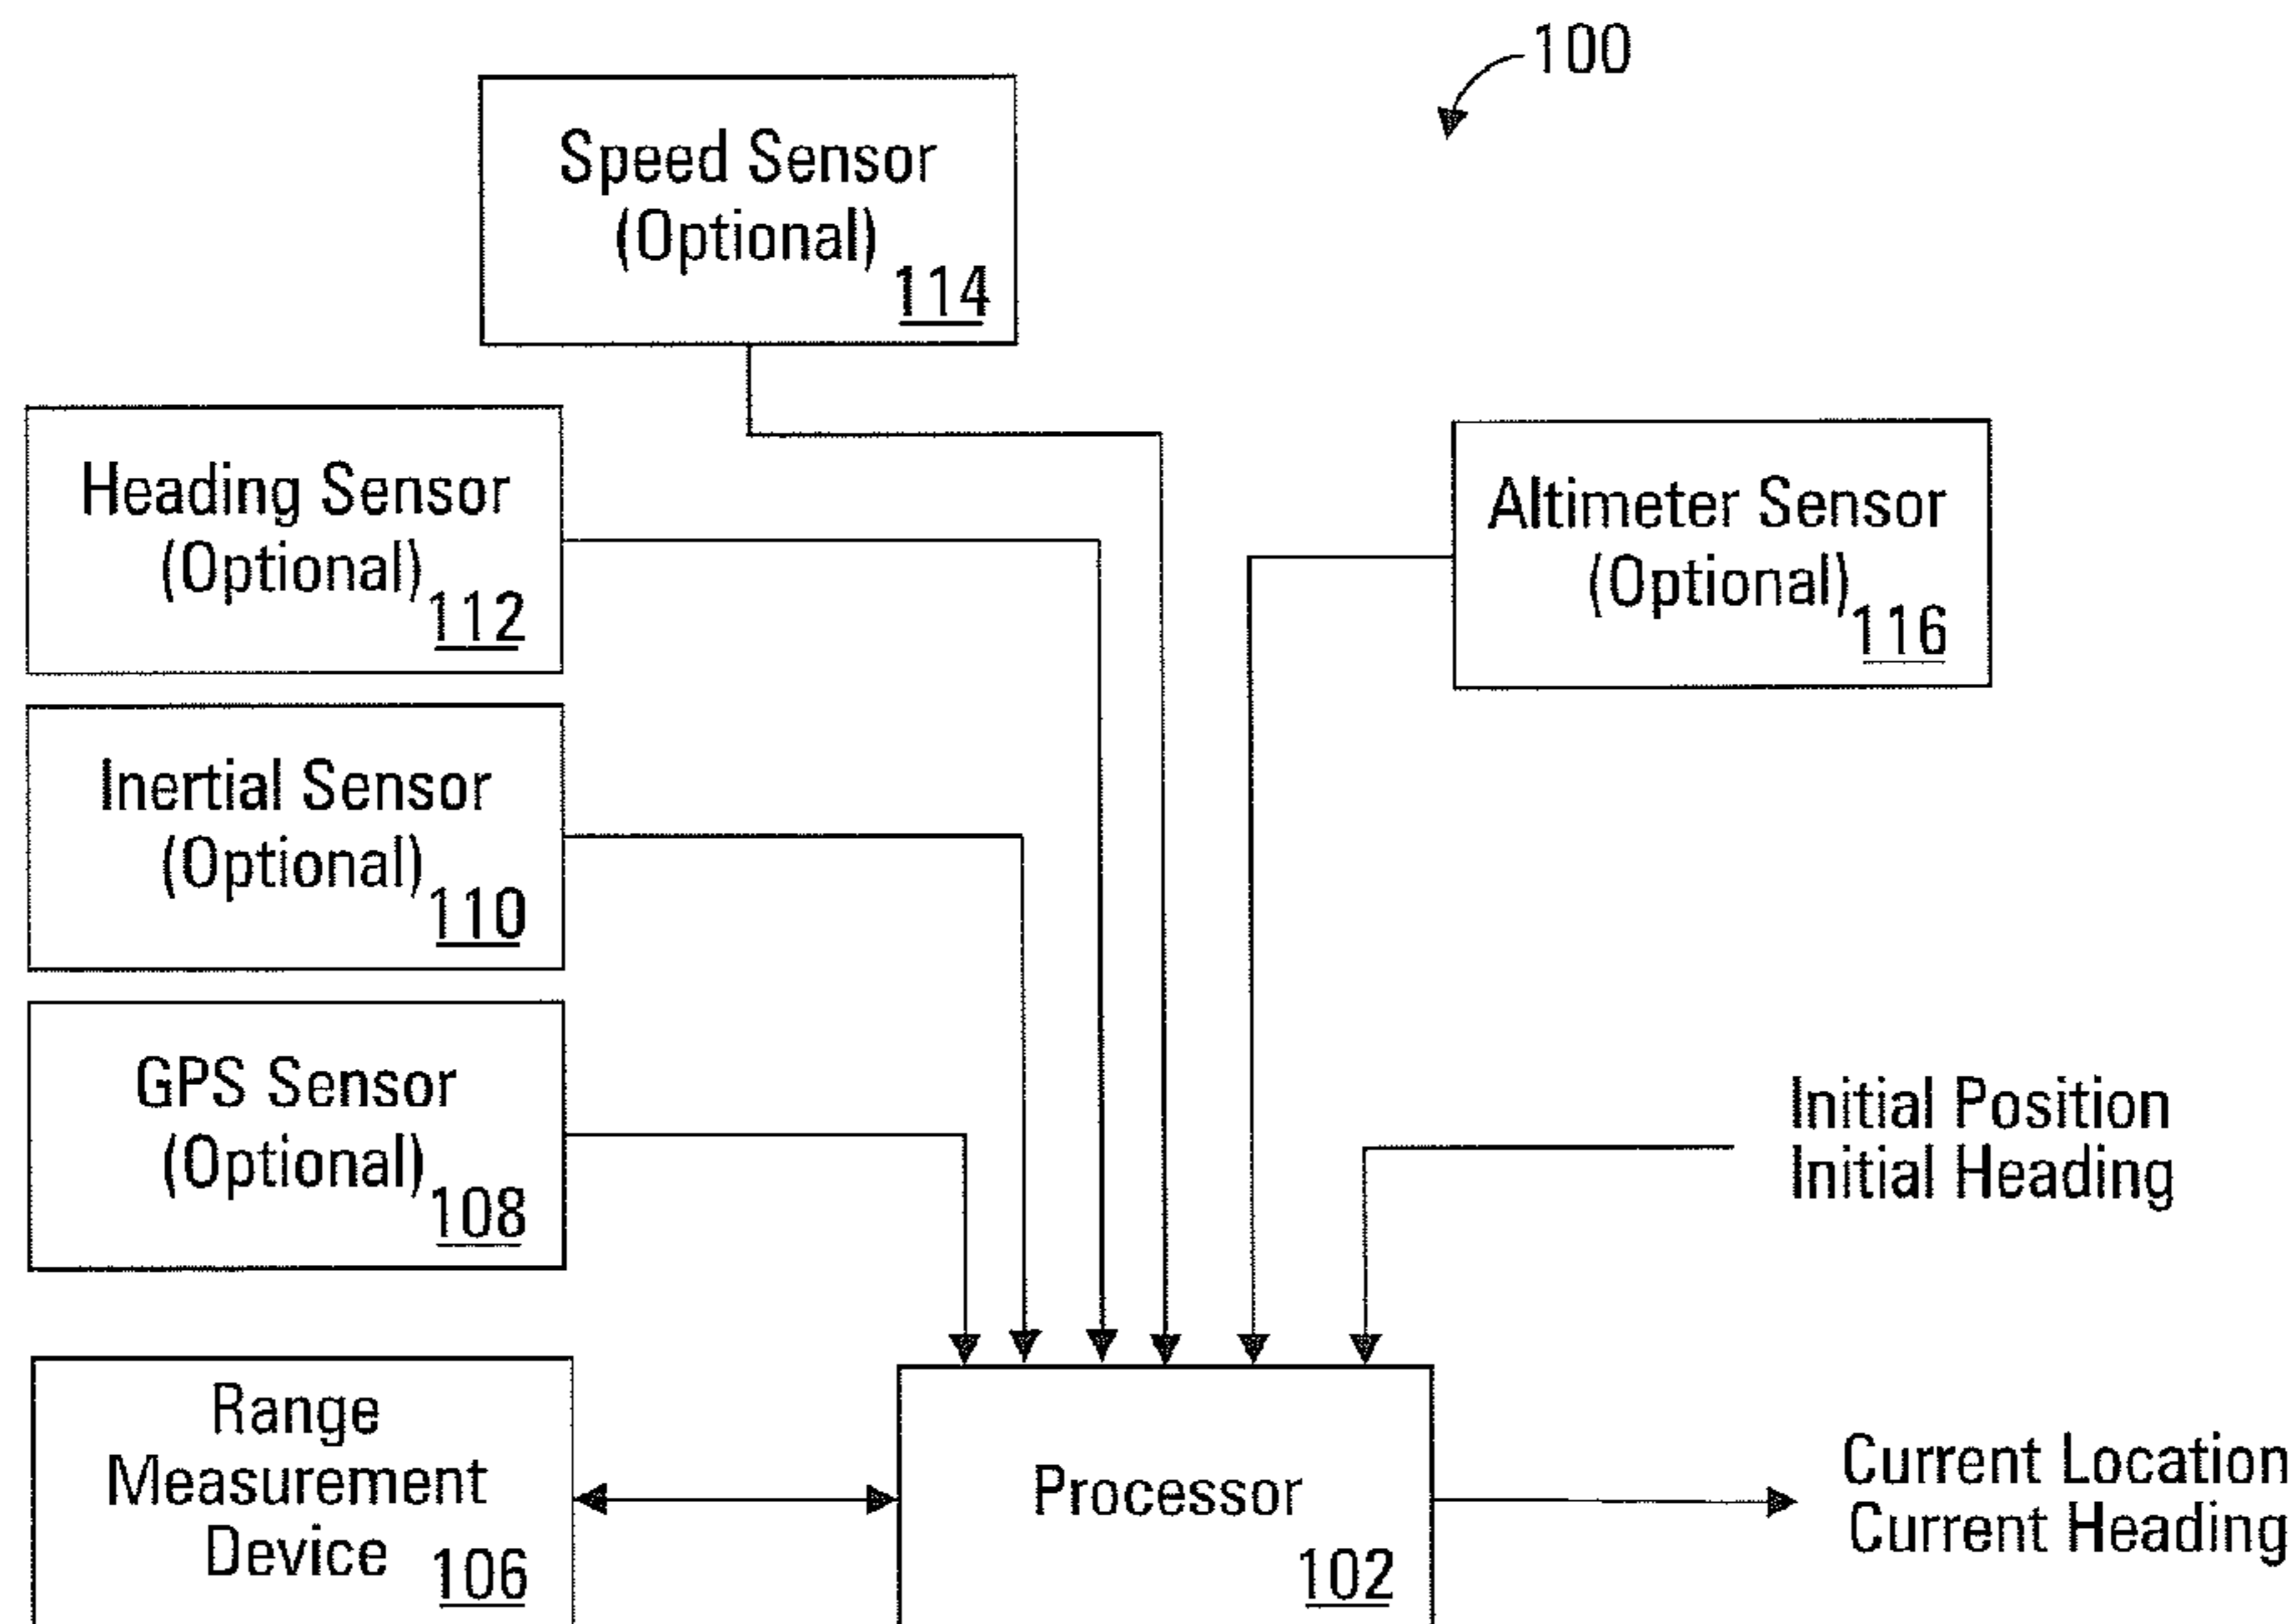 100
Speed Sensor
(Optional)
114
Heading Sensor
(Optional)
112
Altimeter Sensor
(Optional)
116
Inertial Sensor
(Optional)
110
GPS Sensor
(Optional)
108
Initial Position
Initial Heading
Range
Measurement
Device
106
Processor
102
Current Location
Current Heading